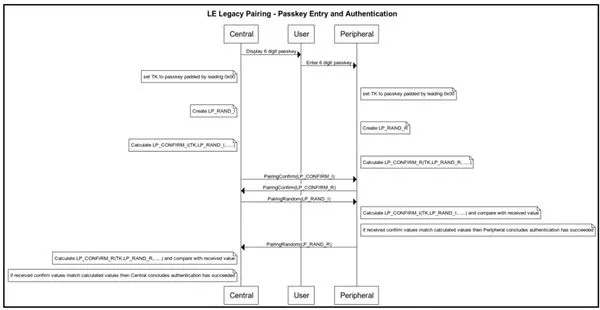 LE Legacy Pairing - Passkey Entry and Authentication
Central User Peripheral
Display 6 digit passkey
Enter 6 digit passkey
set TK to passkey padded by leading 0x00
set TK to passkey padded by leading 0x00
Create LP_RAND_I
Create LP_RAND_R
Calculate LP_CONFIRM_I(TK,LP_RAND_I,.....)
Calculate LP_CONFIRM_R(TK,LP_RAND_R,.....)
PairingConfirm(LP_CONFIRM_I)
PairingConfirm(LP_CONFIRM_R)
PairingRandom(LP_RAND_I)
Calculate LP_CONFIRM_I(TK,LP_RAND_I,.....) and compare with received value
If received confirm values match calculated values then Peripheral concludes authentication has succeeded
PairingRandom(LP_RAND_R)
Calculate LP_CONFIRM_R(TK,LP_RAND_R,.....) and compare with received value
If received confirm values match calculated values then Central concludes authentication has succeeded
Central User Peripheral